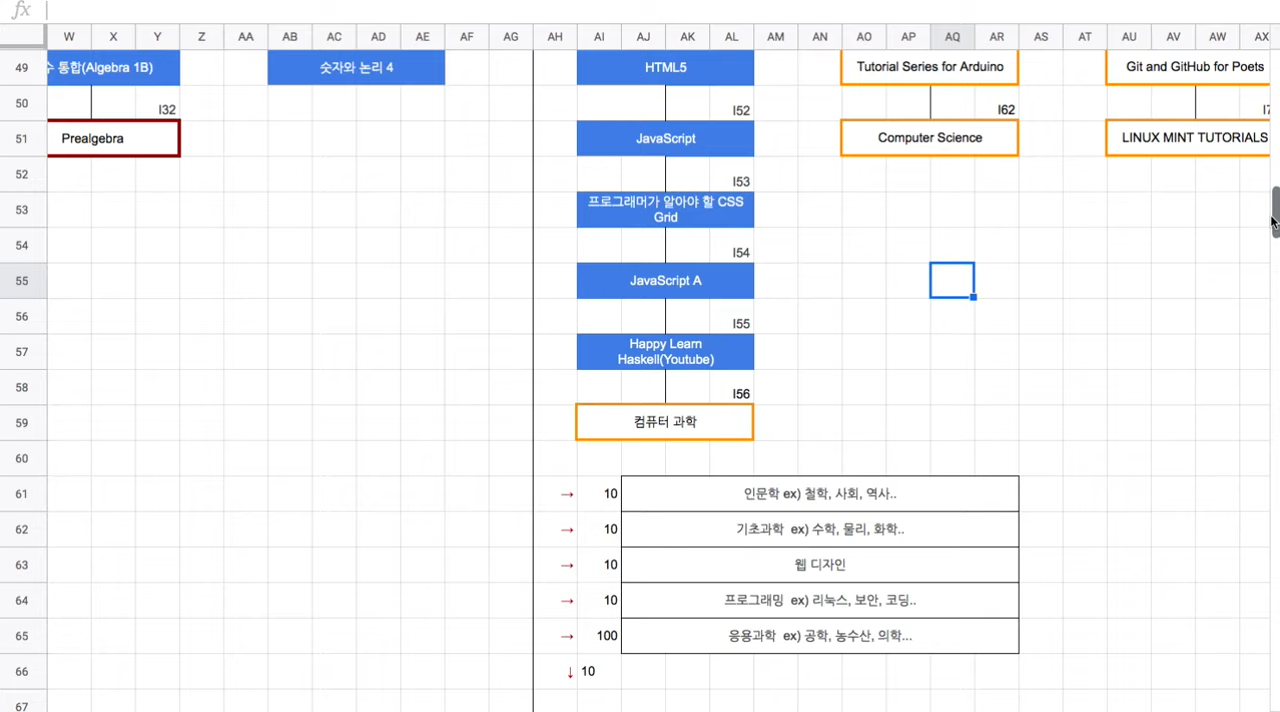 fx
W X Y Z AA AB AC AD AE AF AG AH AI AJ AK AL AM AN AO AP AQ AR AS AT AU AV AW AX
49 통합(Algebra 1B) 숫자와 논리 4 HTML5 Tutorial Series for Arduino Git and GitHub for Poets
50 I32 I52 I62
51 Prealgebra JavaScript Computer Science LINUX MINT TUTORIALS
52 I53
53 프로그래머가 알아야 할 CSS
Grid
54 I54
55 JavaScript A
56 I55
57 Happy Learn
Haskell(Youtube)
58 I56
59 컴퓨터 과학
60
61 → 10 인문학 ex) 철학, 사회, 역사..
62 → 10 기초과학 ex) 수학, 물리, 화학..
63 → 10 웹 디자인
64 → 10 프로그래밍 ex) 리눅스, 보안, 코딩..
65 → 100 응용과학 ex) 공학, 농수산, 의학...
66 ↓ 10
67